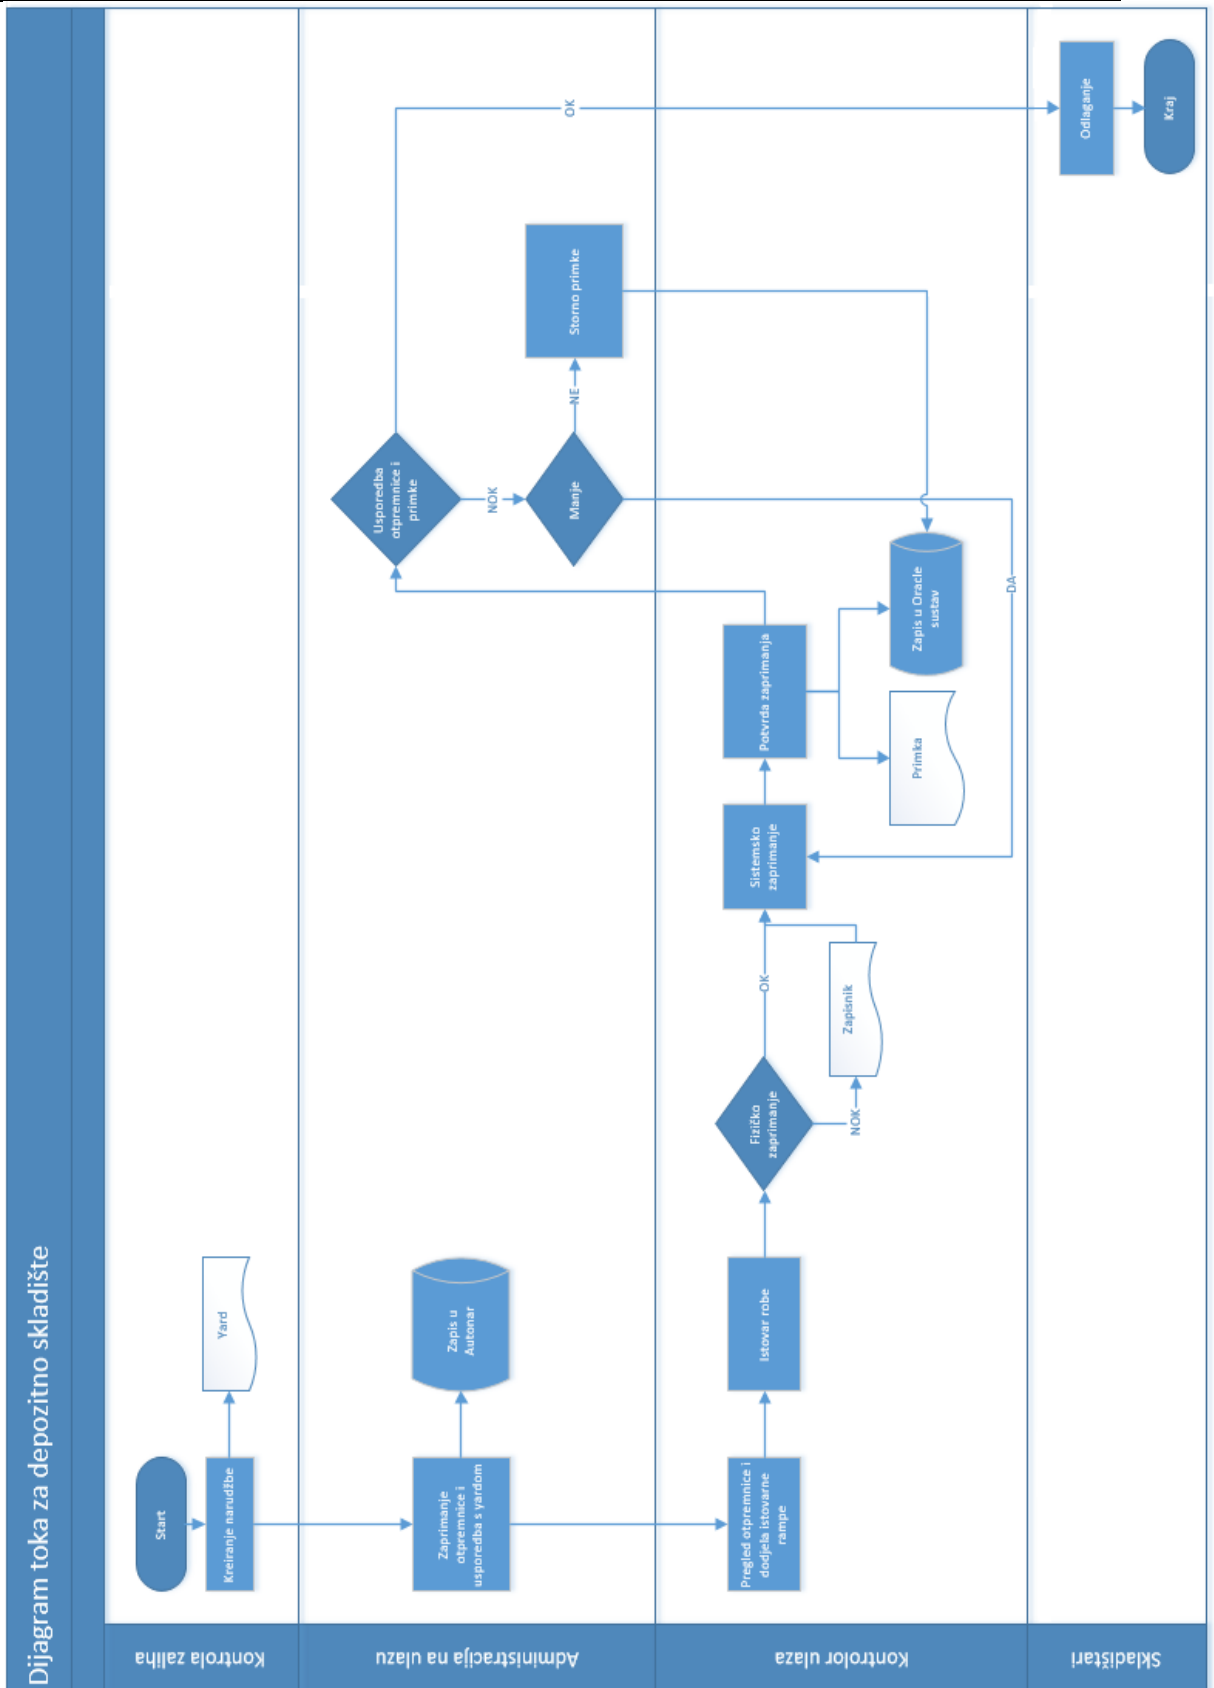 Dijagram toka za depozitno skladište
Kontrola zaliha
Start
Kreiranje narudžbe
Yard
Administracija na ulazu
Zaprimanje
otpremnice i
usporedba s yardom
Zapis u
Autonar
Usporedba
otpremnice i
primke
OK
NOK
Manje
NE
Storno primke
Kontrolor ulaza
Pregled otpremnice i
dodjela istovarne
rampe
Istovar robe
Fizičko
zaprimanje
OK
NOK
Zapisnik
Sistemsko
zaprimanje
Potvrda zaprimanja
Primka
Zapis u Oracle
sustav
DA
Skladištari
Odlaganje
Kraj